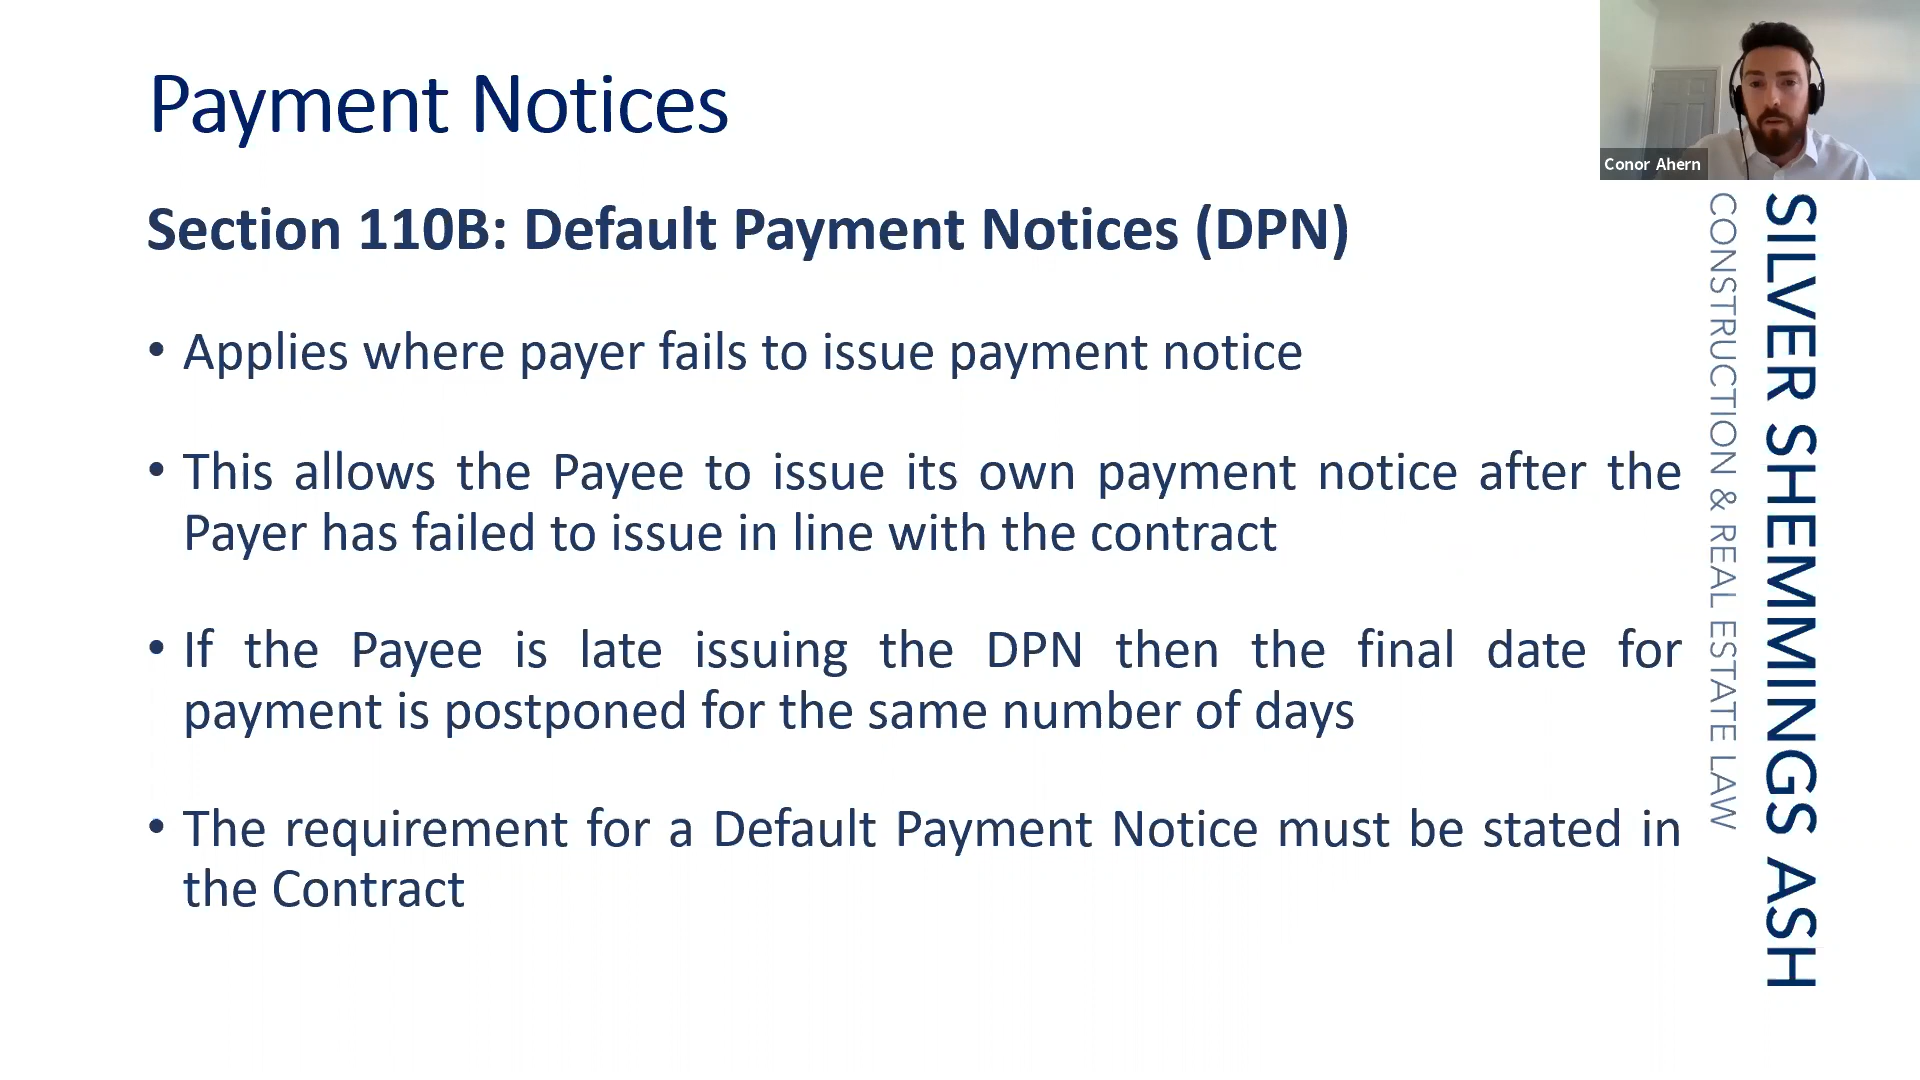 Payment Notices
Section 110B: Default Payment Notices (DPN)
• Applies where payer fails to issue payment notice
• This allows the Payee to issue its own payment notice after the
Payer has failed to issue in line with the contract
• If the Payee is late issuing the DPN then the final date for
payment is postponed for the same number of days
• The requirement for a Default Payment Notice must be stated in
the Contract
Conor Ahern
SILVER SHEMMINGS ASH
CONSTRUCTION & REAL ESTATE LAW